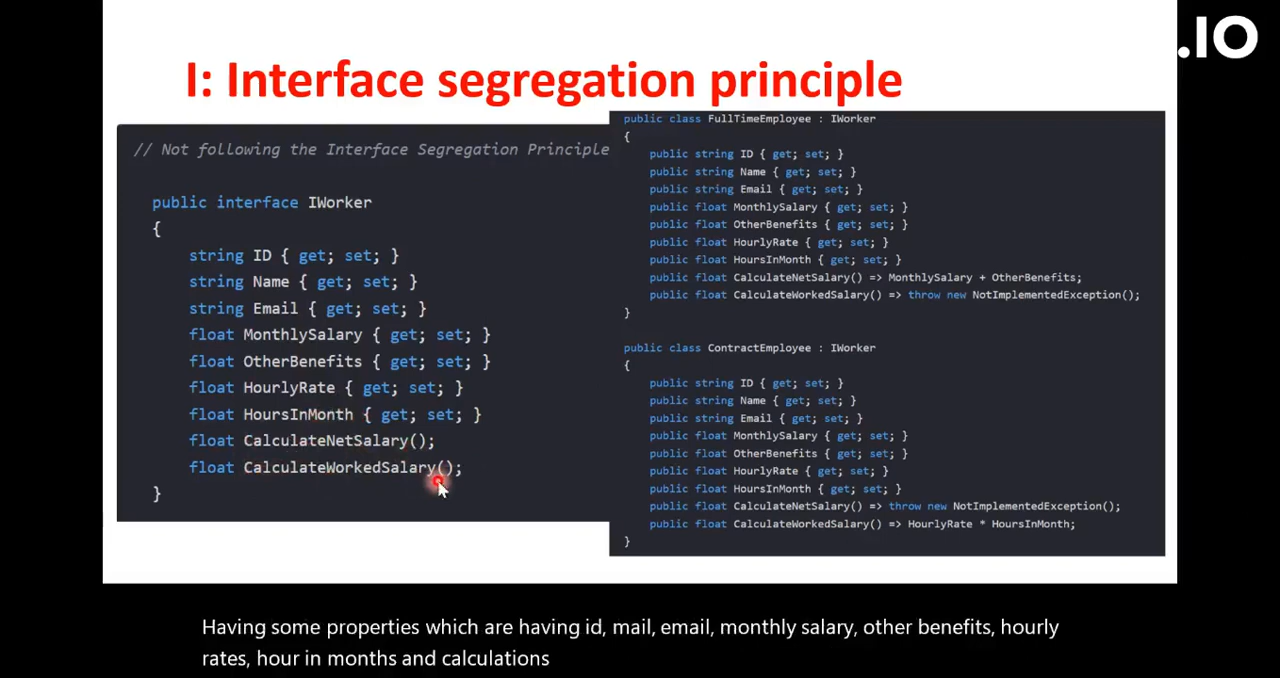 .IO
I: Interface segregation principle
// Not following the Interface Segregation Principle
public interface IWorker
{
string ID { get; set; }
string Name { get; set; }
string Email { get; set; }
float MonthlySalary { get; set; }
float OtherBenefits { get; set; }
float HourlyRate { get; set; }
float HoursInMonth { get; set; }
float CalculateNetSalary();
float CalculateWorkedSalary();
}
public class FullTimeEmployee : IWorker
{
public string ID { get; set; }
public string Name { get; set; }
public string Email { get; set; }
public float MonthlySalary { get; set; }
public float OtherBenefits { get; set; }
public float HourlyRate { get; set; }
public float HoursInMonth { get; set; }
public float CalculateNetSalary() => MonthlySalary + OtherBenefits;
public float CalculateWorkedSalary() => throw new NotImplementedException();
}
public class ContractEmployee : IWorker
{
public string ID { get; set; }
public string Name { get; set; }
public string Email { get; set; }
public float MonthlySalary { get; set; }
public float OtherBenefits { get; set; }
public float HourlyRate { get; set; }
public float HoursInMonth { get; set; }
public float CalculateNetSalary() => throw new NotImplementedException();
public float CalculateWorkedSalary() => HourlyRate * HoursInMonth;
}
Having some properties which are having id, mail, email, monthly salary, other benefits, hourly
rates, hour in months and calculations